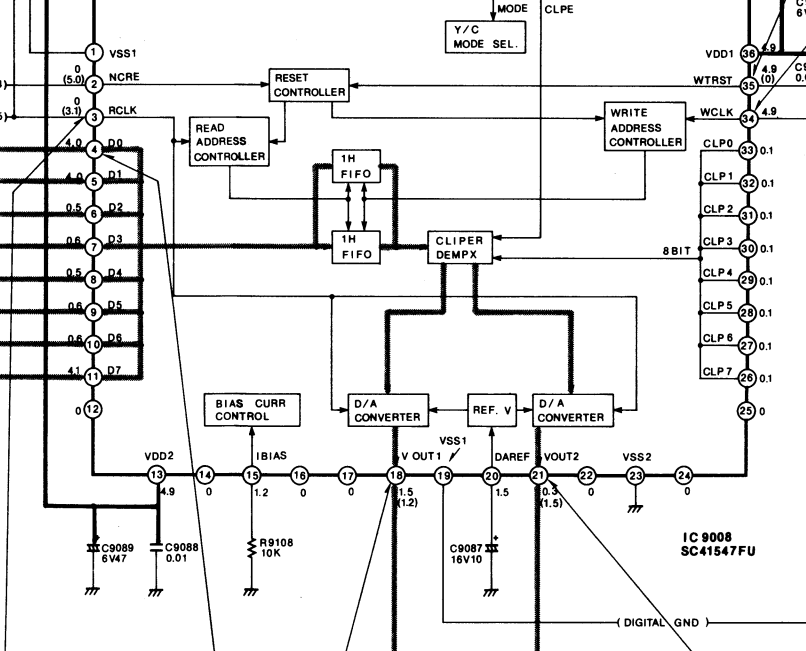 MODE
CLPE
Y/C
MODE SEL.
1
VSS1
VDD1
36
4.9
0
(5.0)
2
NCRE
RESET
CONTROLLER
WTRST
35
4.9
(0)
0
(3.1)
3
RCLK
READ
ADDRESS
CONTROLLER
WRITE
ADDRESS
CONTROLLER
WCLK
34
4.9
4.0
4
D0
1H
FIFO
CLP0
33
0.1
4.0
5
D1
CLP1
32
0.1
0.5
6
D2
CLP2
31
0.1
0.6
7
D3
1H
FIFO
CLIPER
DEMPX
8BIT
CLP3
30
0.1
0.5
8
D4
CLP4
29
0.1
0.6
9
D5
CLP5
28
0.1
0.6
10
D6
CLP6
27
0.1
4.1
11
D7
CLP7
26
0.1
0
12
BIAS CURR
CONTROL
D/A
CONVERTER
REF. V
D/A
CONVERTER
25
0
VDD2
IBIAS
V OUT1
VSS1
DAREF
VOUT2
VSS2
13
14
15
16
17
18
19
20
21
22
23
24
4.9
0
1.2
0
0
1.5
(1.2)
0
1.5
0.3
(1.5)
0
0
C9089
6V47
C9088
0.01
R9108
10K
C9087
16V10
IC9008
SC41547FU
( DIGITAL GND )